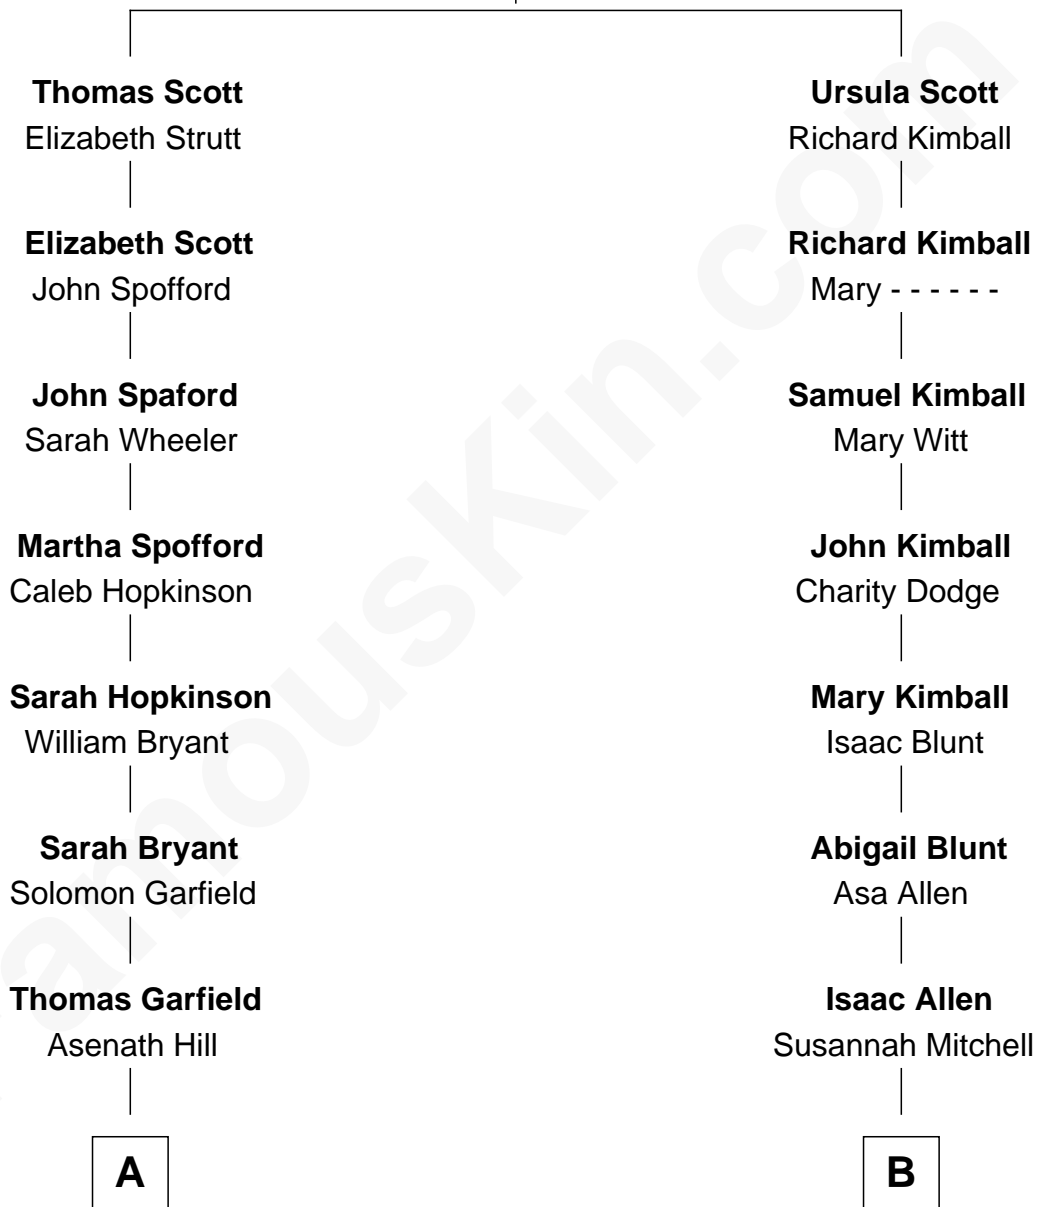 Thomas Scott
Elizabeth Strutt
Elizabeth Scott
John Spofford
John Spaford
Sarah Wheeler
Martha Spofford
Caleb Hopkinson
Sarah Hopkinson
William Bryant
Sarah Bryant
Solomon Garfield
Thomas Garfield
Asenath Hill
A
Ursula Scott
Richard Kimball
Richard Kimball
Mary - - - - - -
Samuel Kimball
Mary Witt
John Kimball
Charity Dodge
Mary Kimball
Isaac Blunt
Abigail Blunt
Asa Allen
Isaac Allen
Susannah Mitchell
B
amousKin.com